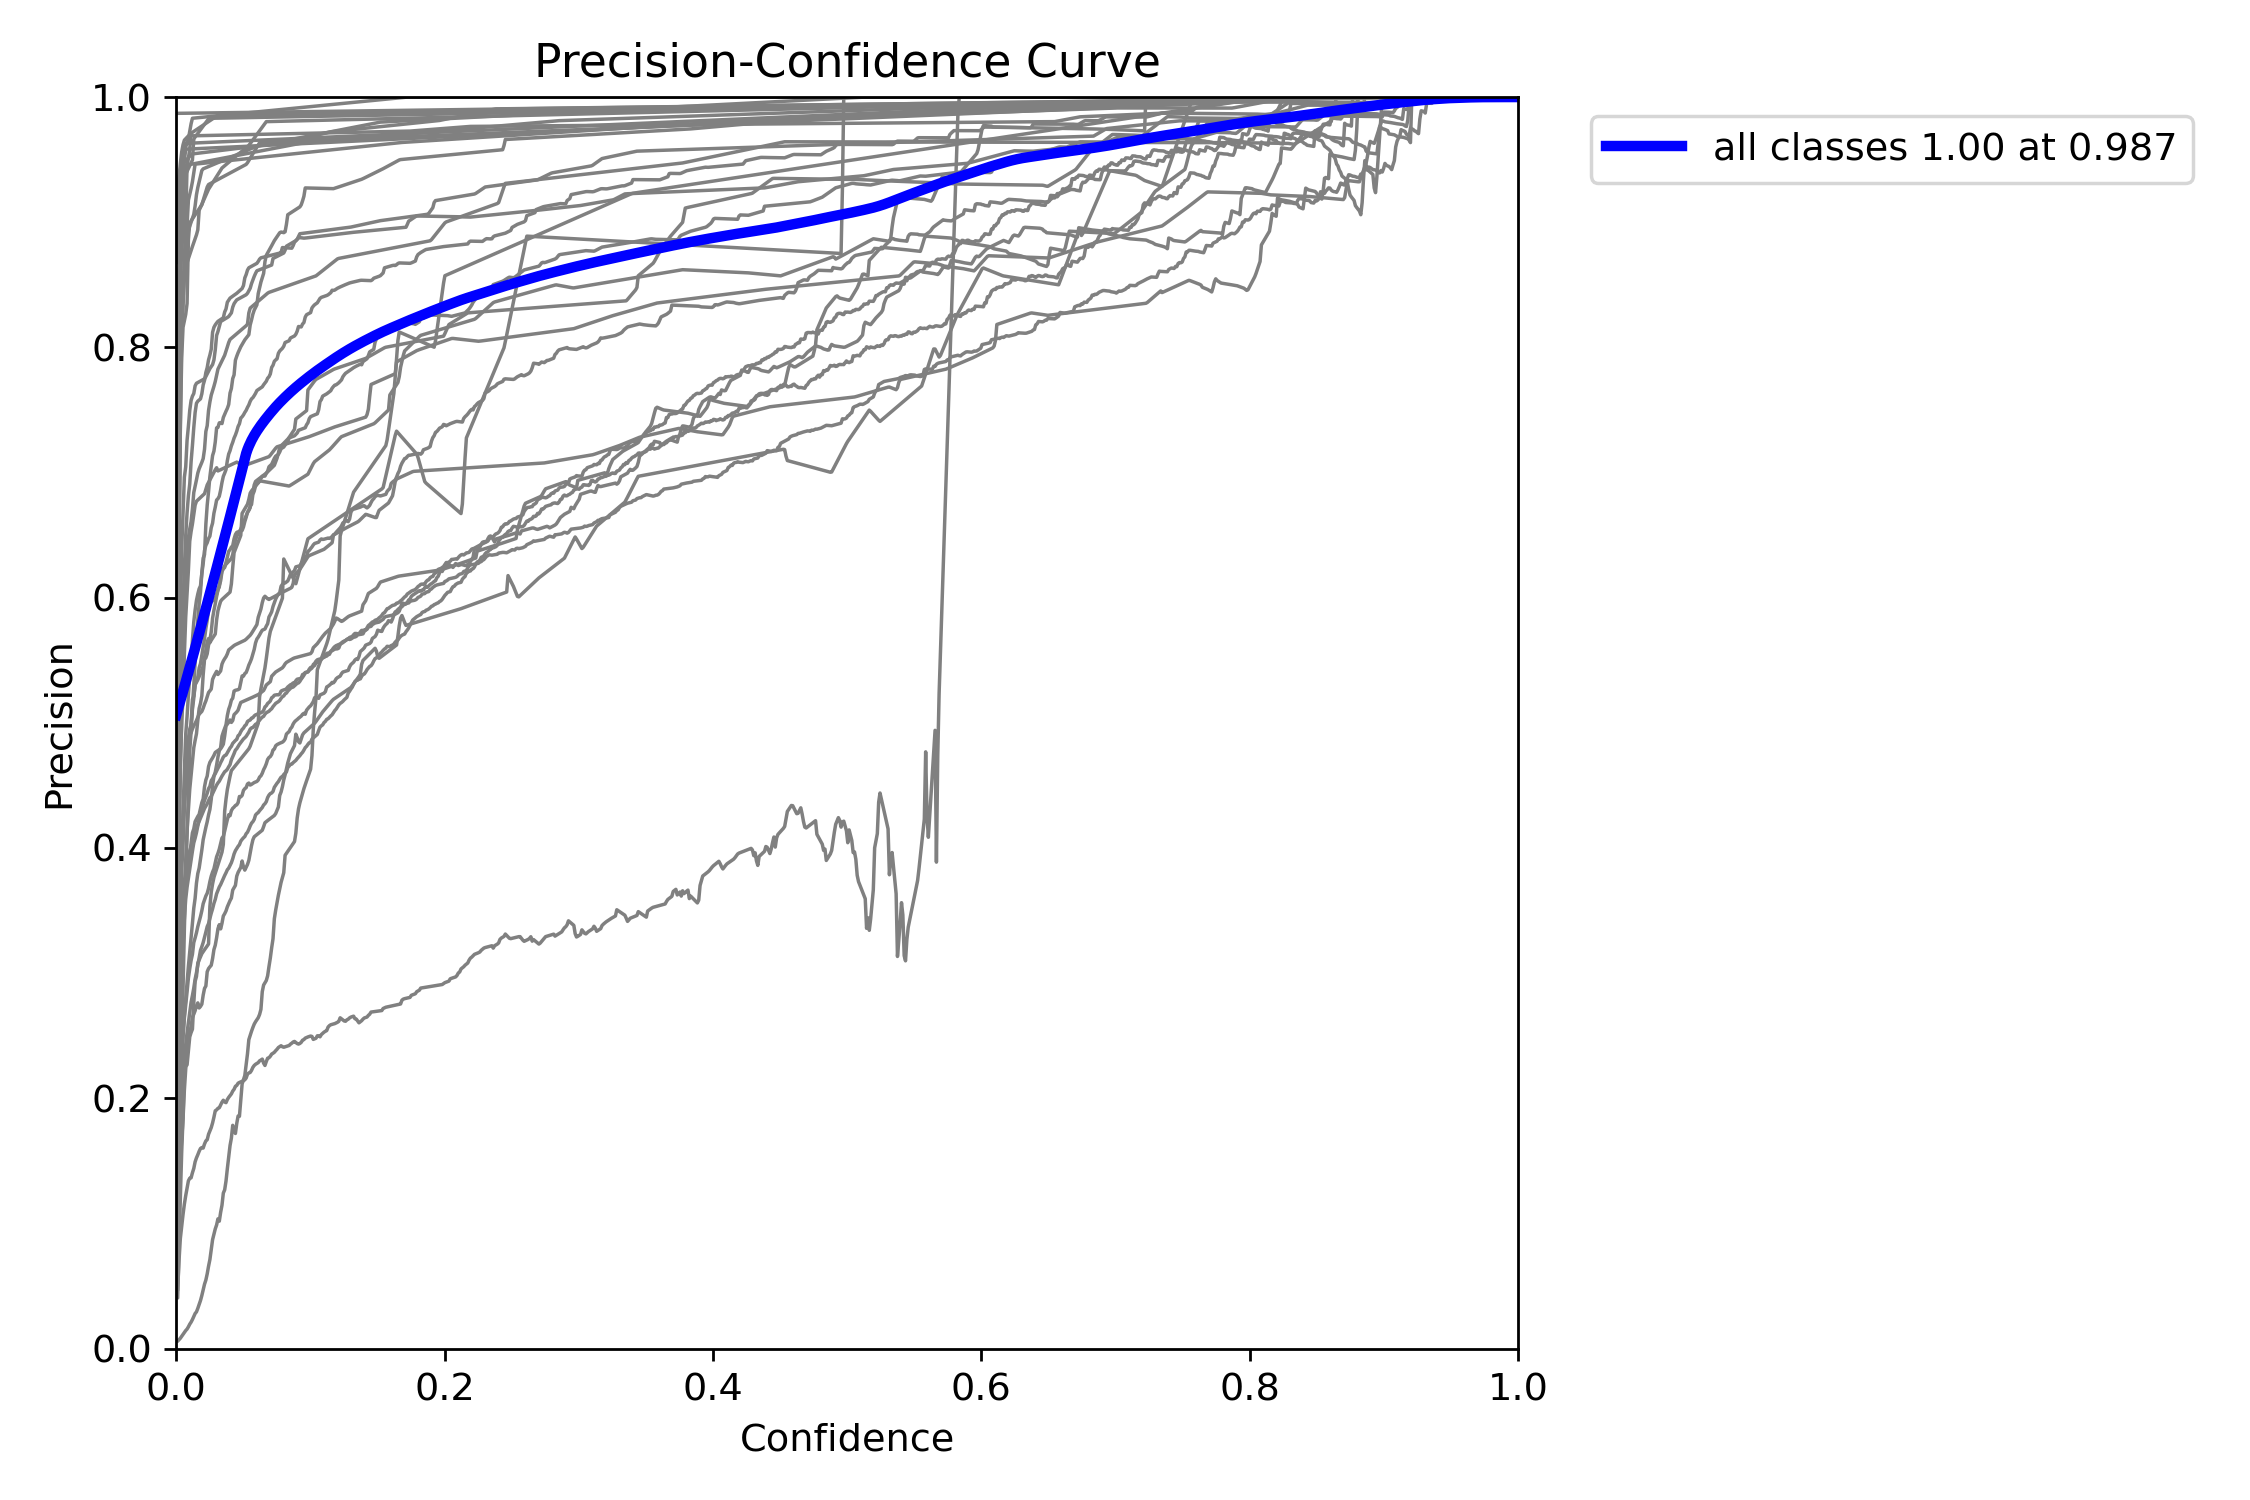 Precision-Confidence Curve
1.0
0.8
0.6
0.4
0.2
0.0
Precision
0.0 0.2 0.4 0.6 0.8 1.0
Confidence
all classes 1.00 at 0.987